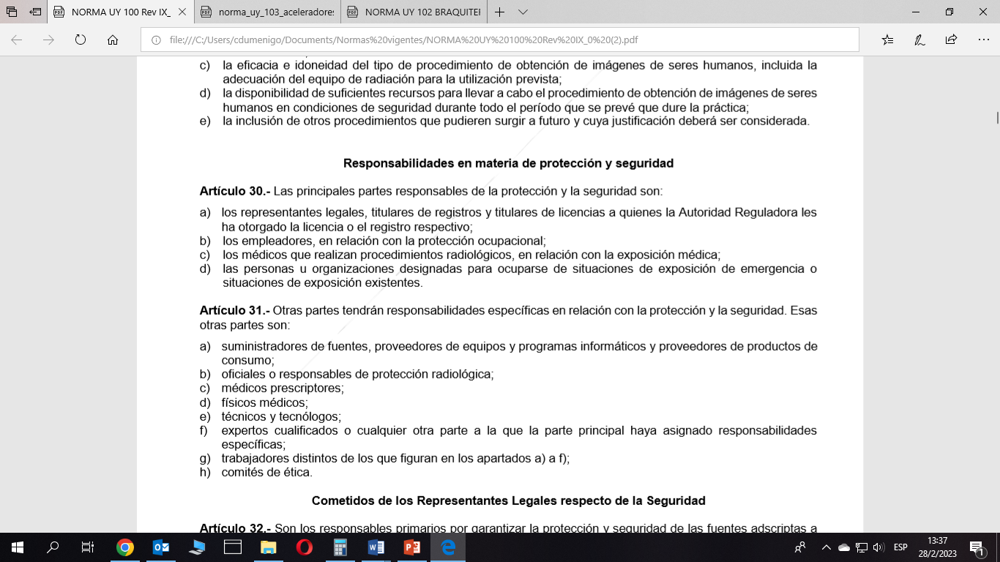 NORMA UY 100 Rev IX_
norma_uy_103_aceleradores
NORMA UY 102 BRAQUITEI
file:///C:/Users/cdumenigo/Documents/Normas%20vigentes/NORMA%20UY%20100%20Rev%20IX_0%20(2).pdf
c) la eficacia e idoneidad del tipo de procedimiento de obtención de imágenes de seres humanos, incluida la
adecuación del equipo de radiación para la utilización prevista;
d) la disponibilidad de suficientes recursos para llevar a cabo el procedimiento de obtención de imágenes de seres
humanos en condiciones de seguridad durante todo el período que se prevé que dure la práctica;
e) la inclusión de otros procedimientos que pudieren surgir a futuro y cuya justificación deberá ser considerada.
Responsabilidades en materia de protección y seguridad
Artículo 30.- Las principales partes responsables de la protección y la seguridad son:
a) los representantes legales, titulares de registros y titulares de licencias a quienes la Autoridad Reguladora les
ha otorgado la licencia o el registro respectivo;
b) los empleadores, en relación con la protección ocupacional;
c) los médicos que realizan procedimientos radiológicos, en relación con la exposición médica;
d) las personas u organizaciones designadas para ocuparse de situaciones de exposición de emergencia o
situaciones de exposición existentes.
Artículo 31.- Otras partes tendrán responsabilidades específicas en relación con la protección y la seguridad. Esas
otras partes son:
a) suministradores de fuentes, proveedores de equipos y programas informáticos y proveedores de productos de
consumo;
b) oficiales o responsables de protección radiológica;
c) médicos prescriptores;
d) físicos médicos;
e) técnicos y tecnólogos;
f) expertos cualificados o cualquier otra parte a la que la parte principal haya asignado responsabilidades
específicas;
g) trabajadores distintos de los que figuran en los apartados a) a f);
h) comités de ética.
Cometidos de los Representantes Legales respecto de la Seguridad
Artículo 32.- Son los responsables primarios por garantizar la protección y seguridad de las fuentes adscriptas a
ESP
13:37
28/2/2023
1